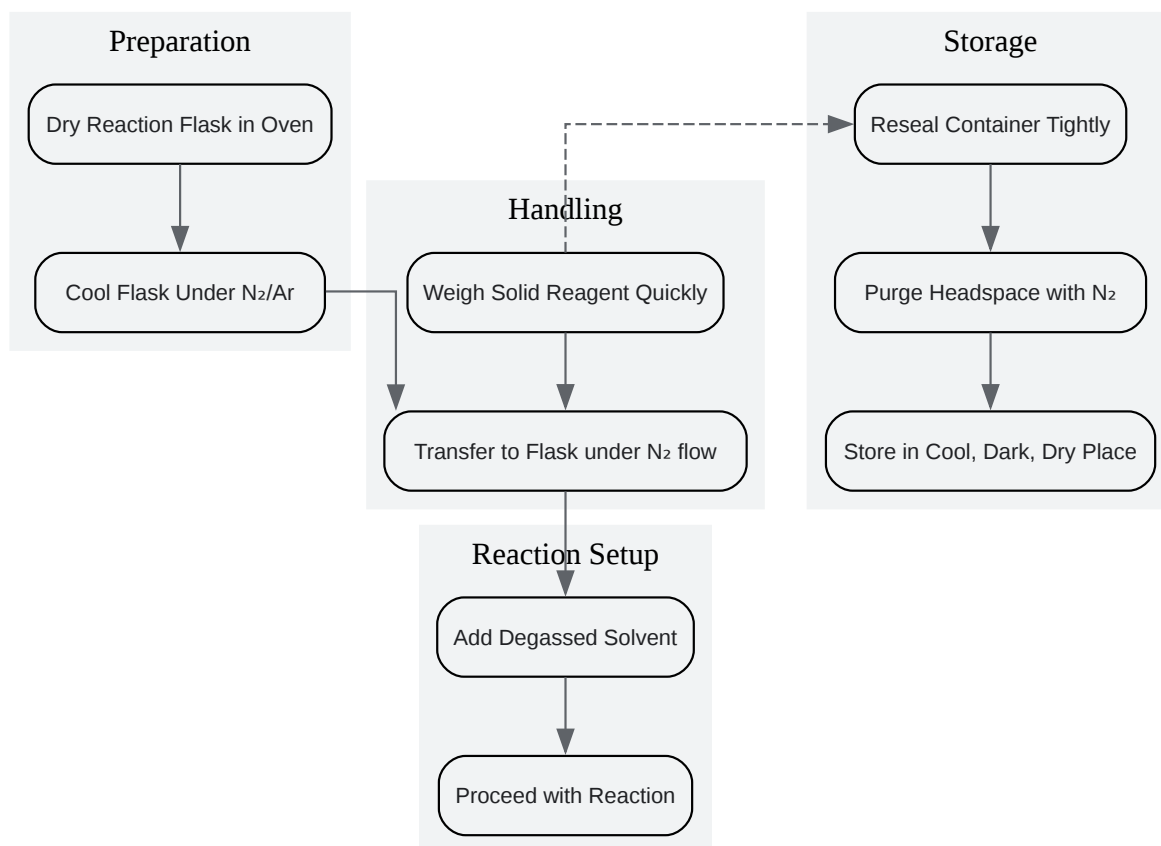 Preparation
Dry Reaction Flask in Oven
Cool Flask Under N₂/Ar
Handling
Weigh Solid Reagent Quickly
Transfer to Flask under N₂ flow
Reaction Setup
Add Degassed Solvent
Proceed with Reaction
Storage
Reseal Container Tightly
Purge Headspace with N₂
Store in Cool, Dark, Dry Place